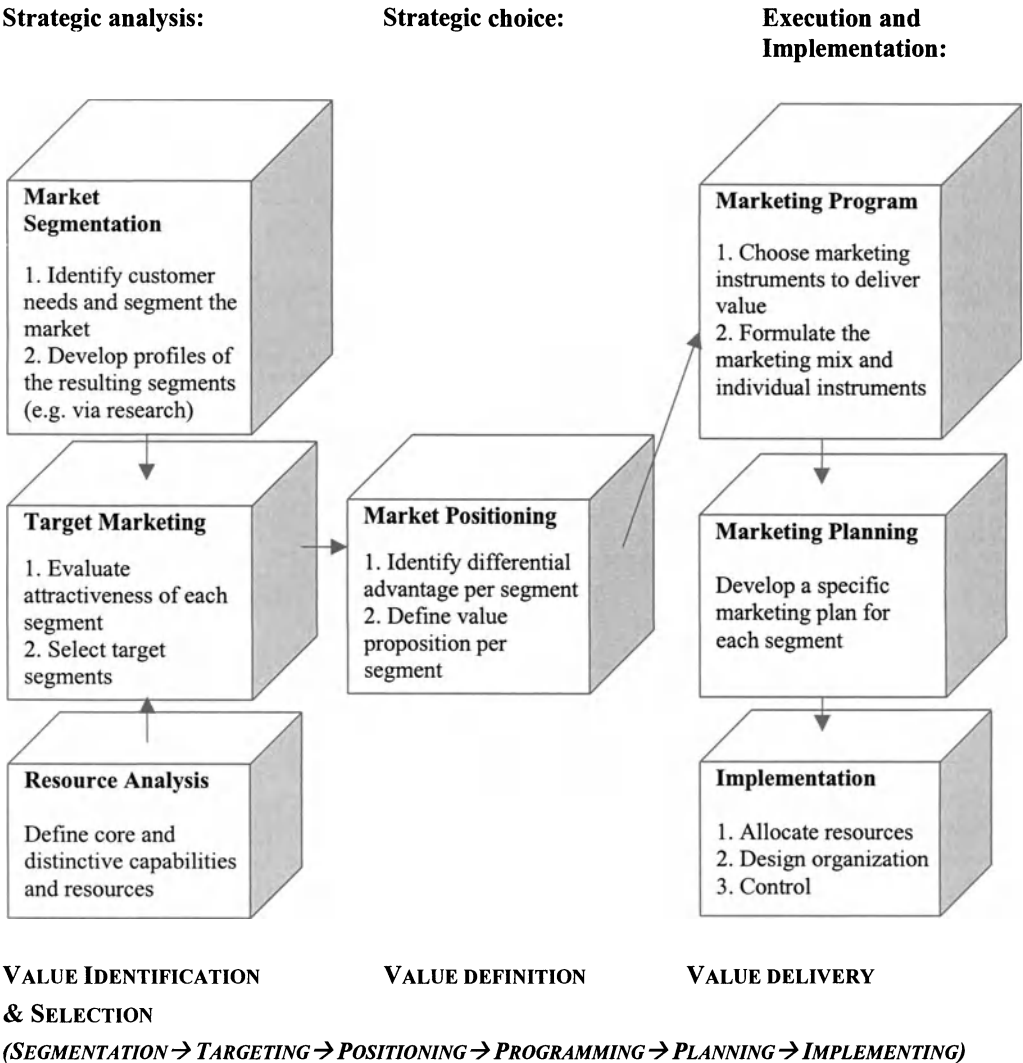 Strategic analysis:
Strategic choice:
Execution and
Implementation:
Market
Segmentation
1. Identify customer
needs and segment the
market
2. Develop profiles of
the resulting segments
(e.g. via research)
Target Marketing
1. Evaluate
attractiveness of each
segment
2. Select target
segments
Resource Analysis
Define core and
distinctive capabilities
and resources
Market Positioning
1. Identify differential
advantage per segment
2. Define value
proposition per
segment
Marketing Program
1. Choose marketing
instruments to deliver
value
2. Formulate the
marketing mix and
individual instruments
Marketing Planning
Develop a specific
marketing plan for
each segment
Implementation
1. Allocate resources
2. Design organization
3. Control
VALUE IDENTIFICATION
& SELECTION
VALUE DEFINITION
VALUE DELIVERY
(SEGMENTATION → TARGETING → POSITIONING → PROGRAMMING → PLANNING → IMPLEMENTING)